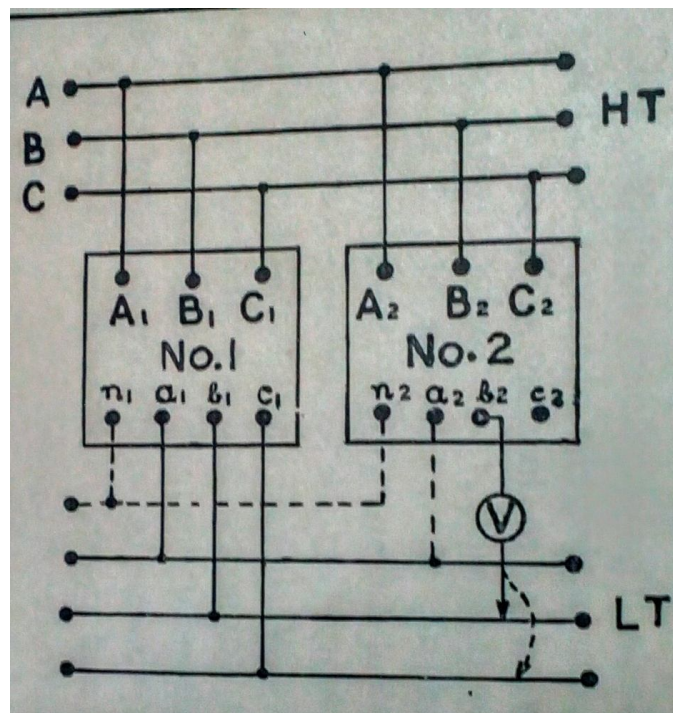 A
HT
B
C
A1 B1 C1
A2 B2 C2
No.1
No.2
n1 a1 b1 c1
n2 a2 b2 c2
V
LT